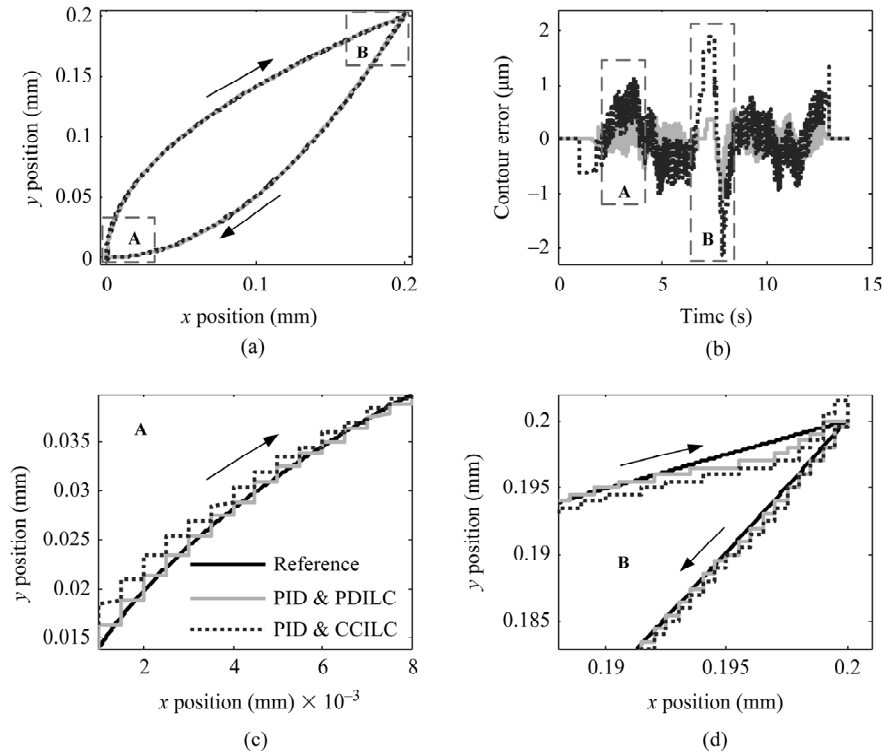 0.2
0.15
0.1
0.05
0
0
0.1
0.2
y position (mm)
x position (mm)
A
B
(a)
2
1
0
−1
−2
0
5
10
15
Contour error (μm)
Time (s)
A
B
(b)
A
0.035
0.03
0.025
0.02
0.015
2
4
6
8
y position (mm)
x position (mm) × 10⁻³
Reference
PID & PDILC
PID & CCILC
(c)
0.2
0.195
0.19
0.185
0.19
0.195
0.2
y position (mm)
x position (mm)
B
(d)